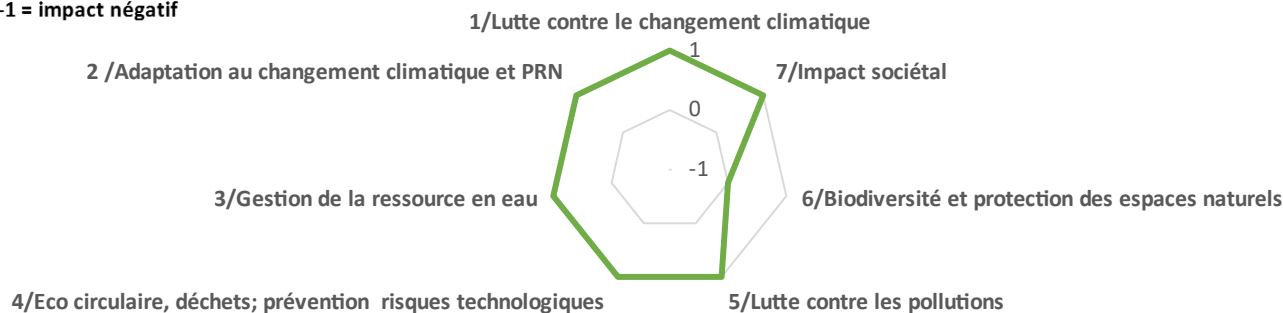 -1 = impact négatif
1/Lutte contre le changement climatique
1
2 /Adaptation au changement climatique et PRN
7/Impact sociétal
0
-1
3/Gestion de la ressource en eau
6/Biodiversité et protection des espaces naturels
4/Eco circulaire, déchets; prévention  risques technologiques
5/Lutte contre les pollutions